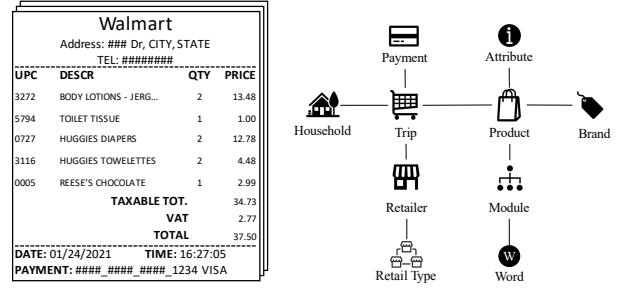 Walmart
Address: ### Dr, CITY, STATE
TEL: ########
UPC DESCR QTY PRICE
3272 BODY LOTIONS - JERG... 2 13.48
5794 TOILET TISSUE 1 1.00
0727 HUGGIES DIAPERS 2 12.78
3116 HUGGIES TOWELETTES 2 4.48
0005 REESE'S CHOCOLATE 1 2.99
TAXABLE TOT. 34.73
VAT 2.77
TOTAL 37.50
DATE: 01/24/2021 TIME: 16:27:05
PAYMENT: ####_####_####_1234 VISA
Payment
Attribute
Household
Trip
Product
Brand
Retailer
Module
Retail Type
W
Word